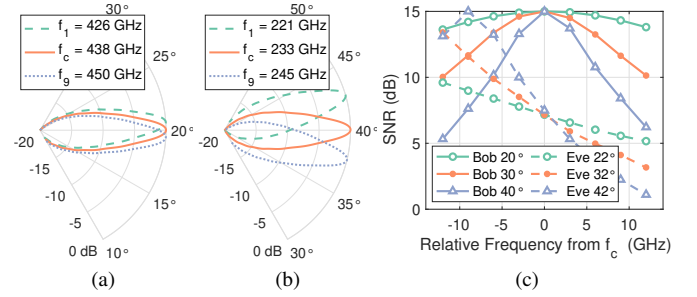 30°
f1 = 426 GHz
fc = 438 GHz
f9 = 450 GHz
25°
20°
15°
10°
-20
-15
-10
-5
0 dB
(a)
50°
f1 = 221 GHz
fc = 233 GHz
f9 = 245 GHz
45°
40°
35°
30°
-20
-15
-10
-5
0 dB
(b)
15
10
5
0
SNR (dB)
Bob 20° Eve 22°
Bob 30° Eve 32°
Bob 40° Eve 42°
-10 -5 0 5 10
Relative Frequency from fc (GHz)
(c)